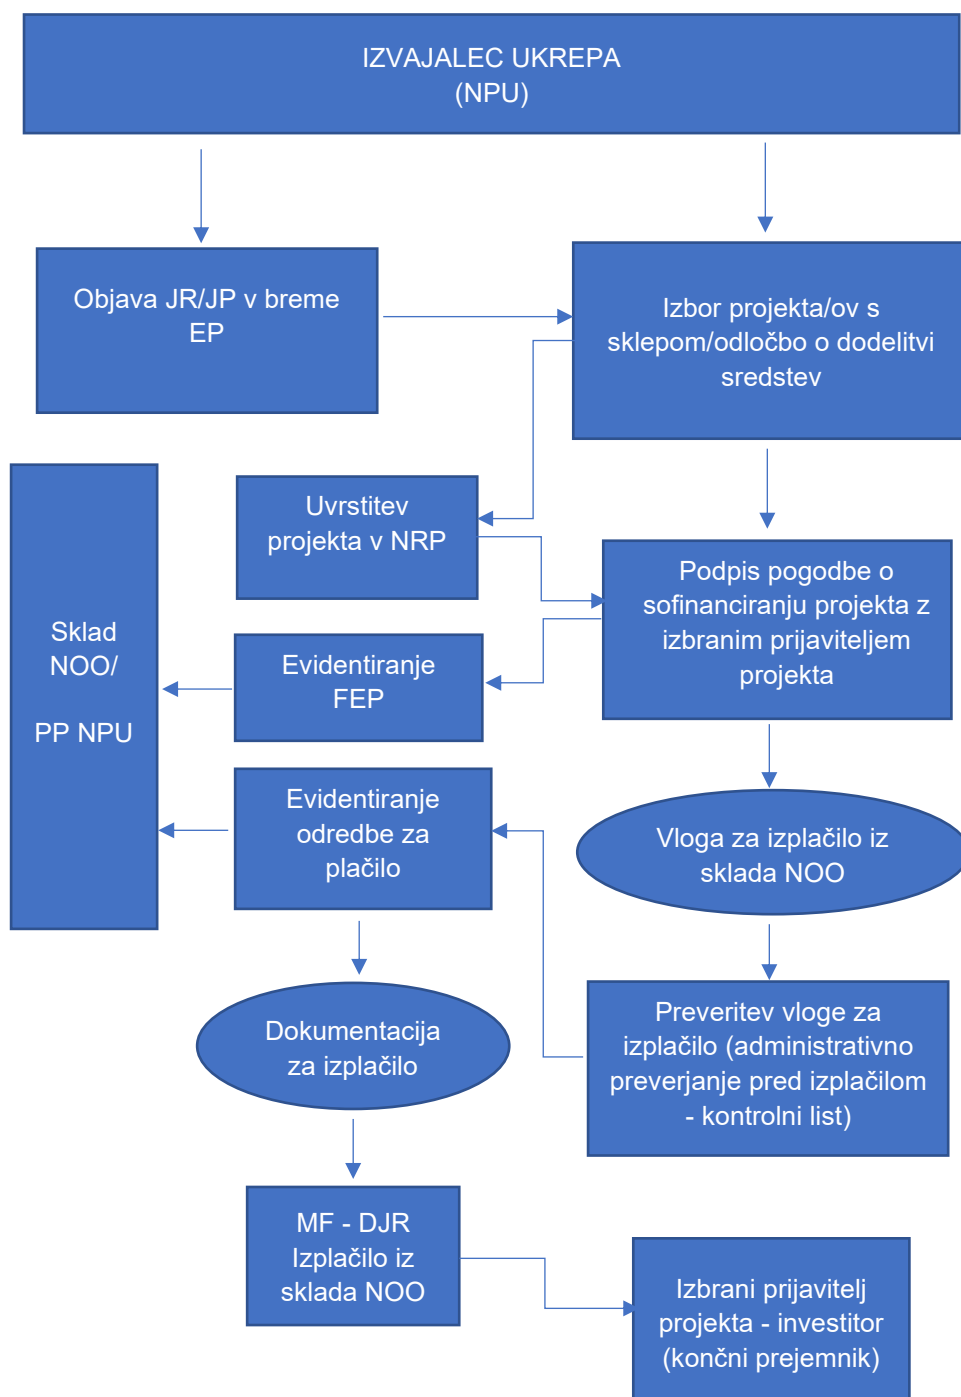 IZVAJALEC UKREPA
(NPU)
Objava JR/JP v breme
EP
Izbor projekta/ov s
sklepom/odločbo o dodelitvi
sredstev
Uvrstitev
projekta v NRP
Podpis pogodbe o
sofinanciranju projekta z
izbranim prijaviteljem
projekta
Sklad
NOO/
PP NPU
Evidentiranje
FEP
Evidentiranje
odredbe za
plačilo
Vloga za izplačilo iz
sklada NOO
Dokumentacija
za izplačilo
Preveritev vloge za
izplačilo (administrativno
preverjanje pred izplačilom
- kontrolni list)
MF - DJR
Izplačilo iz
sklada NOO
Izbrani prijavitelj
projekta - investitor
(končni prejemnik)